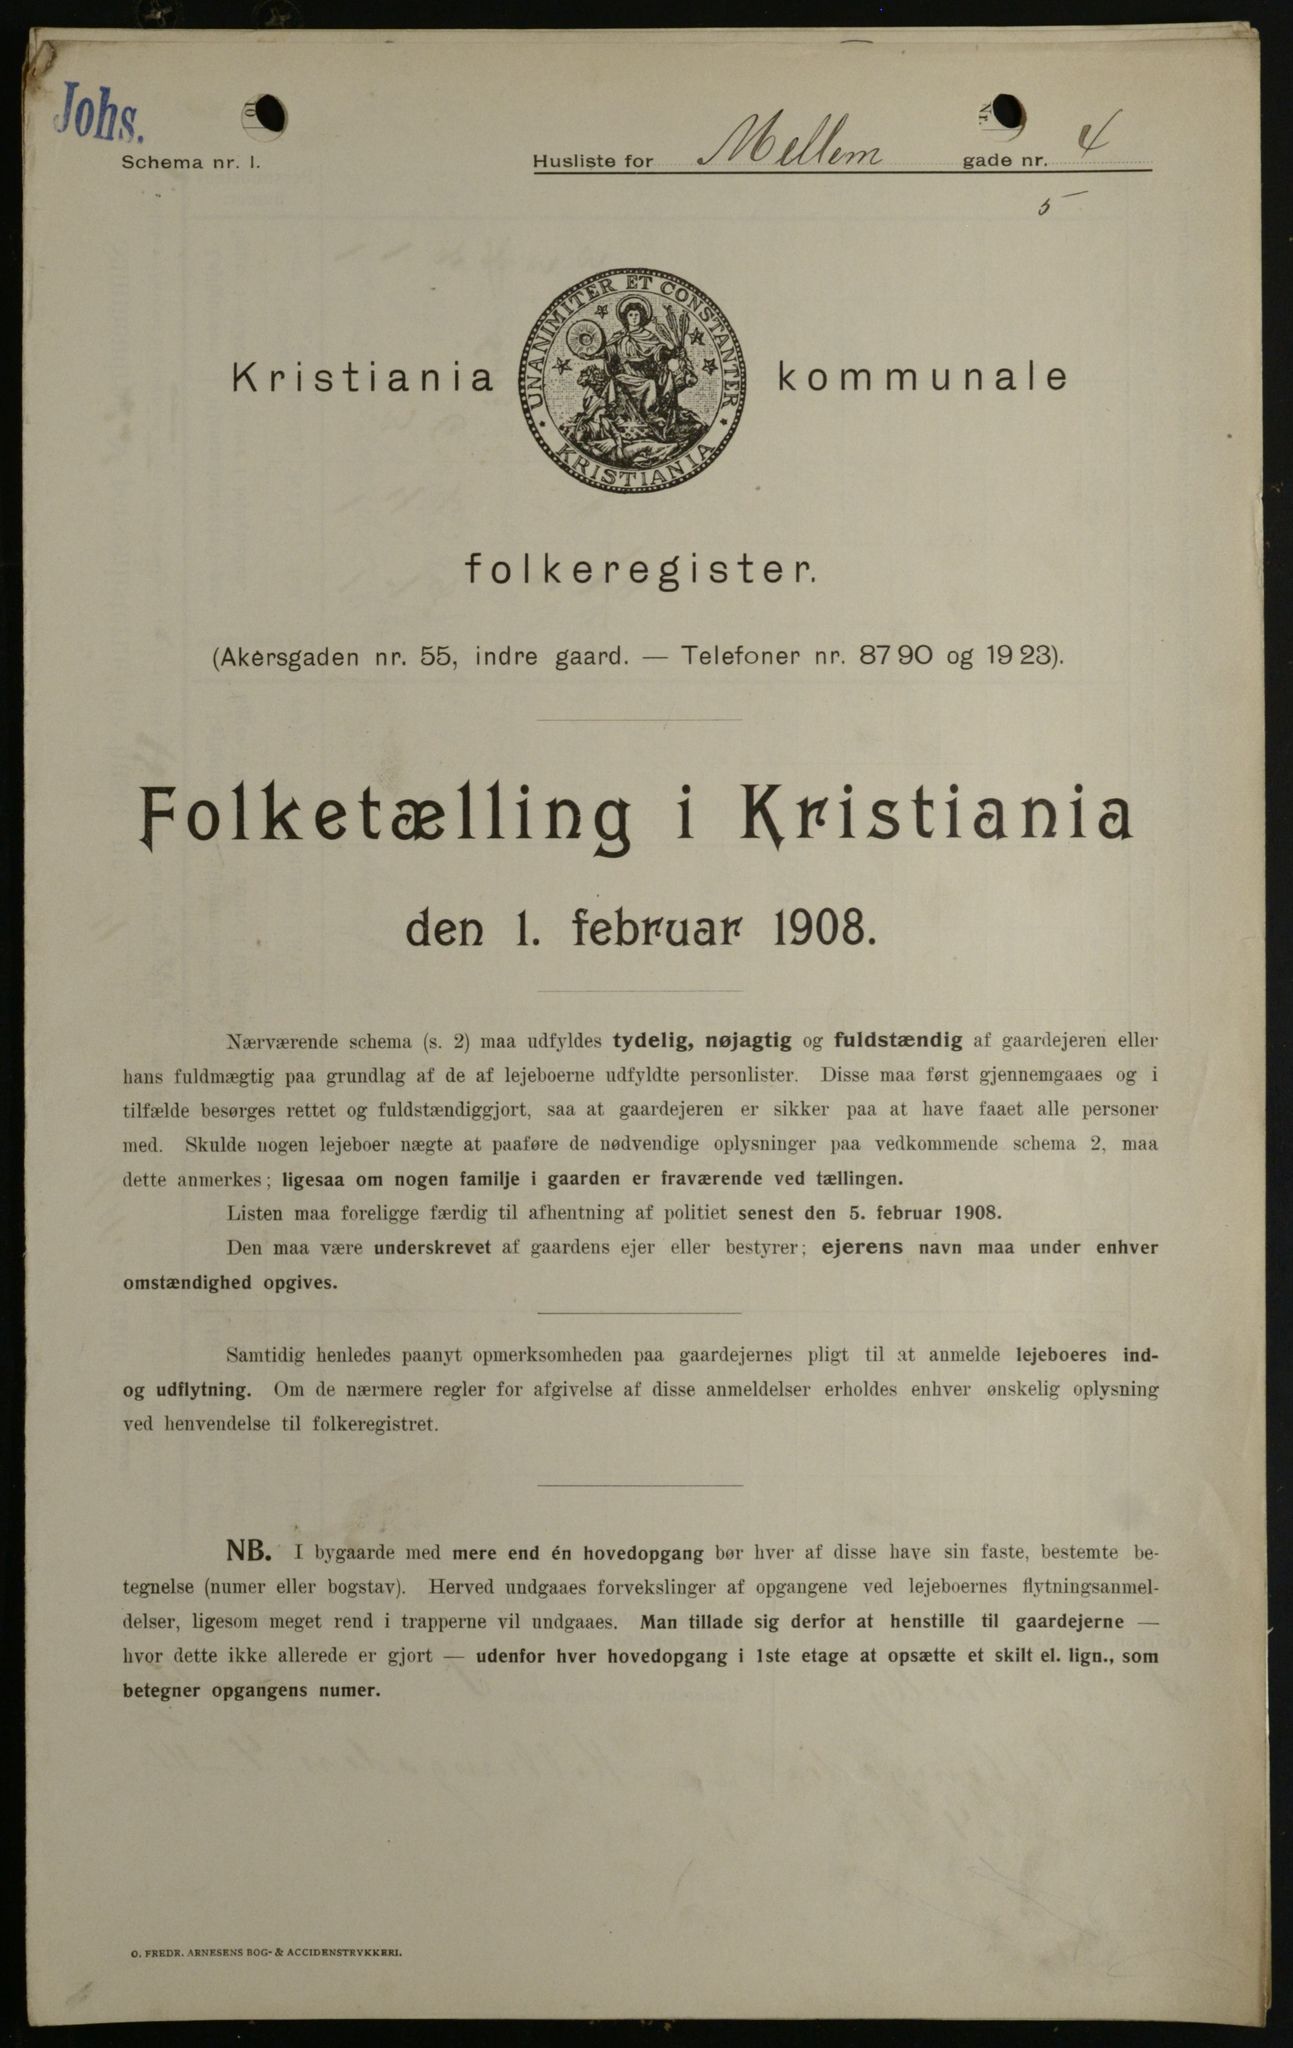 Johs.
Schema nr. 1.
Husliste for Mellem gade nr. 4
5
UNANIMITER ET CONSTANTER
KRISTIANIA
Kristiania kommunale
folkeregister.
(Akersgaden nr. 55, indre gaard. — Telefoner nr. 87 90 og 19 23).
Folketælling i Kristiania
den 1. februar 1908.
Nærværende schema (s. 2) maa udfyldes tydelig, nøjagtig og fuldstændig af gaardejeren eller
hans fuldmægtig paa grundlag af de af lejeboerne udfyldte personlister. Disse maa først gjennemgaaes og i
tilfælde besørges rettet og fuldstændiggjort, saa at gaardejeren er sikker paa at have faaet alle personer
med. Skulde nogen lejeboer nægte at paaføre de nødvendige oplysninger paa vedkommende schema 2, maa
dette anmerkes; ligesaa om nogen familje i gaarden er fraværende ved tællingen.
Listen maa foreligge færdig til afhentning af politiet senest den 5. februar 1908.
Den maa være underskrevet af gaardens ejer eller bestyrer; ejerens navn maa under enhver
omstændighed opgives.
Samtidig henledes paanyt opmerksomheden paa gaardejernes pligt til at anmelde lejeboeres ind-
og udflytning. Om de nærmere regler for afgivelse af disse anmeldelser erholdes enhver ønskelig oplysning
ved henvendelse til folkeregistret.
NB. I bygaarde med mere end én hovedopgang bør hver af disse have sin faste, bestemte be-
tegnelse (numer eller bogstav). Herved undgaaes forvekslinger af opgangene ved lejeboernes flytningsanmel-
delser, ligesom meget rend i trapperne vil undgaaes. Man tillade sig derfor at henstille til gaardejerne —
hvor dette ikke allerede er gjort — udenfor hver hovedopgang i 1ste etage at opsætte et skilt el. lign., som
betegner opgangens numer.
O. FREDR. ARNESENS BOG- & ACCIDENSTRYKKERI.